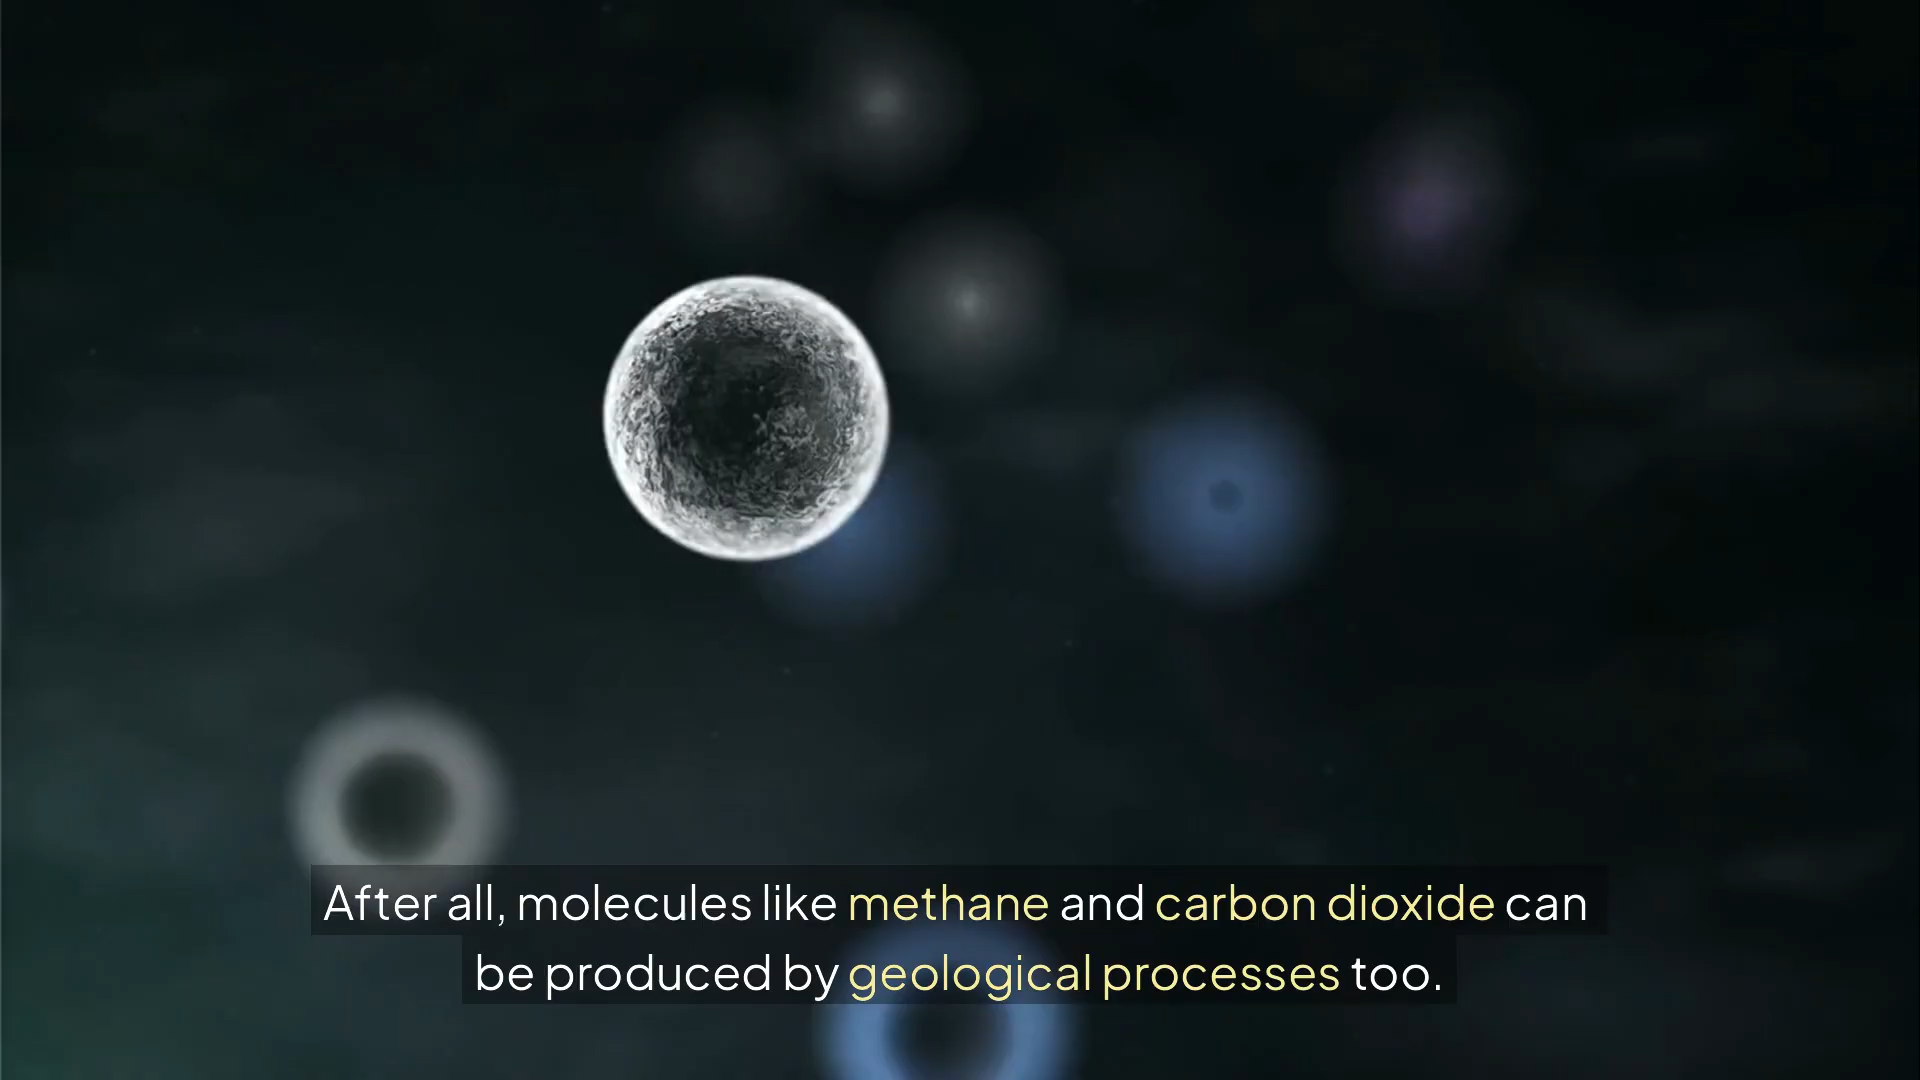 After all, molecules like methane and carbon dioxide can
be produced by geological processes too.